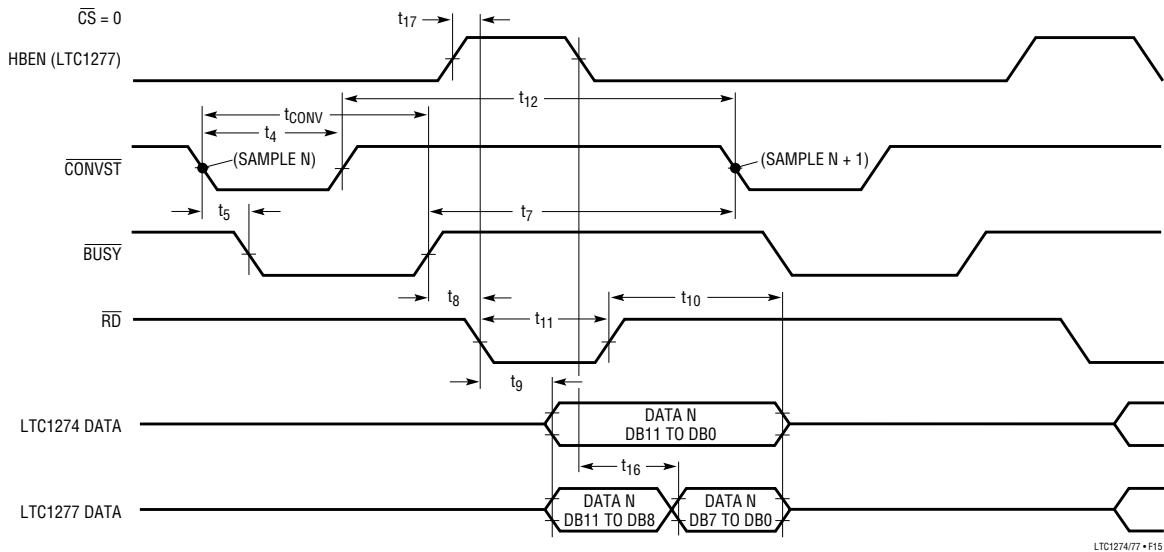 CS = 0
t17
HBEN (LTC1277)
t12
tCONV
t4
CONVST
(SAMPLE N)
(SAMPLE N + 1)
t5
t7
BUSY
t8
t10
RD
t11
t9
LTC1274 DATA
DATA N
DB11 TO DB0
t16
LTC1277 DATA
DATA N
DB11 TO DB8
DATA N
DB7 TO DB0
LTC1274/77 • F15